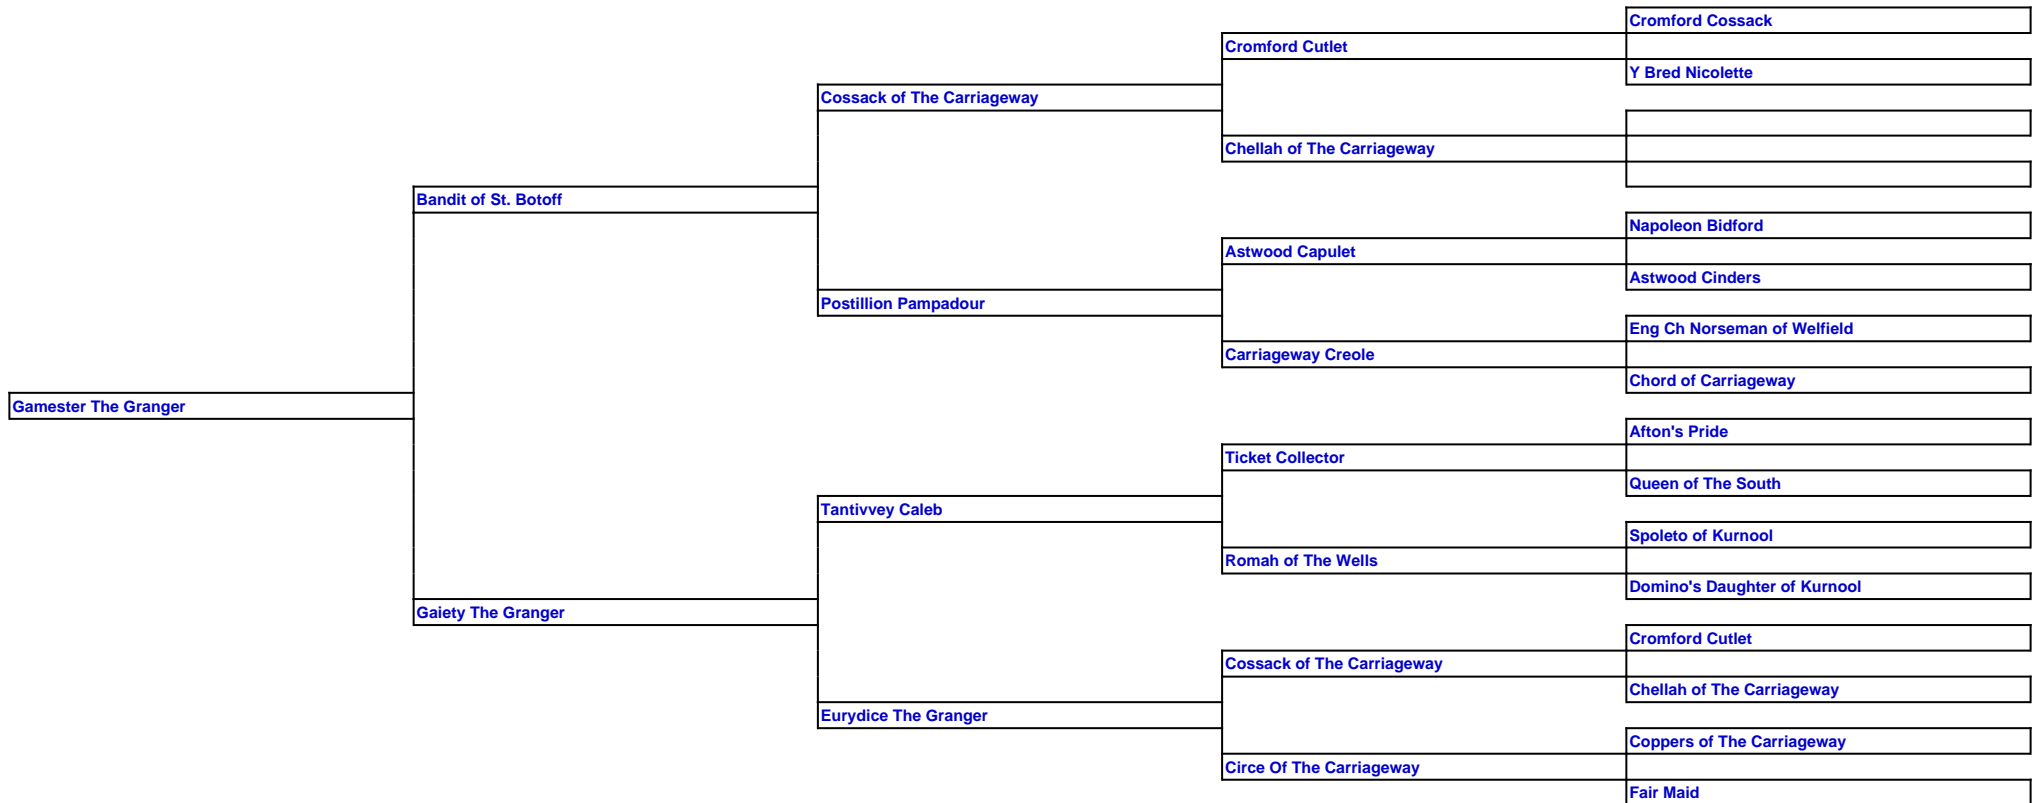 Cromford Cossack
Cromford Cutlet
Y Bred Nicolette
Cossack of The Carriageway
Chellah of The Carriageway
Bandit of St. Botoff
Napoleon Bidford
Astwood Capulet
Astwood Cinders
Postillion Pampadour
Eng Ch Norseman of Welfield
Carriageway Creole
Chord of Carriageway
Gamester The Granger
Afton's Pride
Ticket Collector
Queen of The South
Tantivvey Caleb
Spoleto of Kurnool
Romah of The Wells
Domino's Daughter of Kurnool
Gaiety The Granger
Cromford Cutlet
Cossack of The Carriageway
Chellah of The Carriageway
Eurydice The Granger
Coppers of The Carriageway
Circe Of The Carriageway
Fair Maid